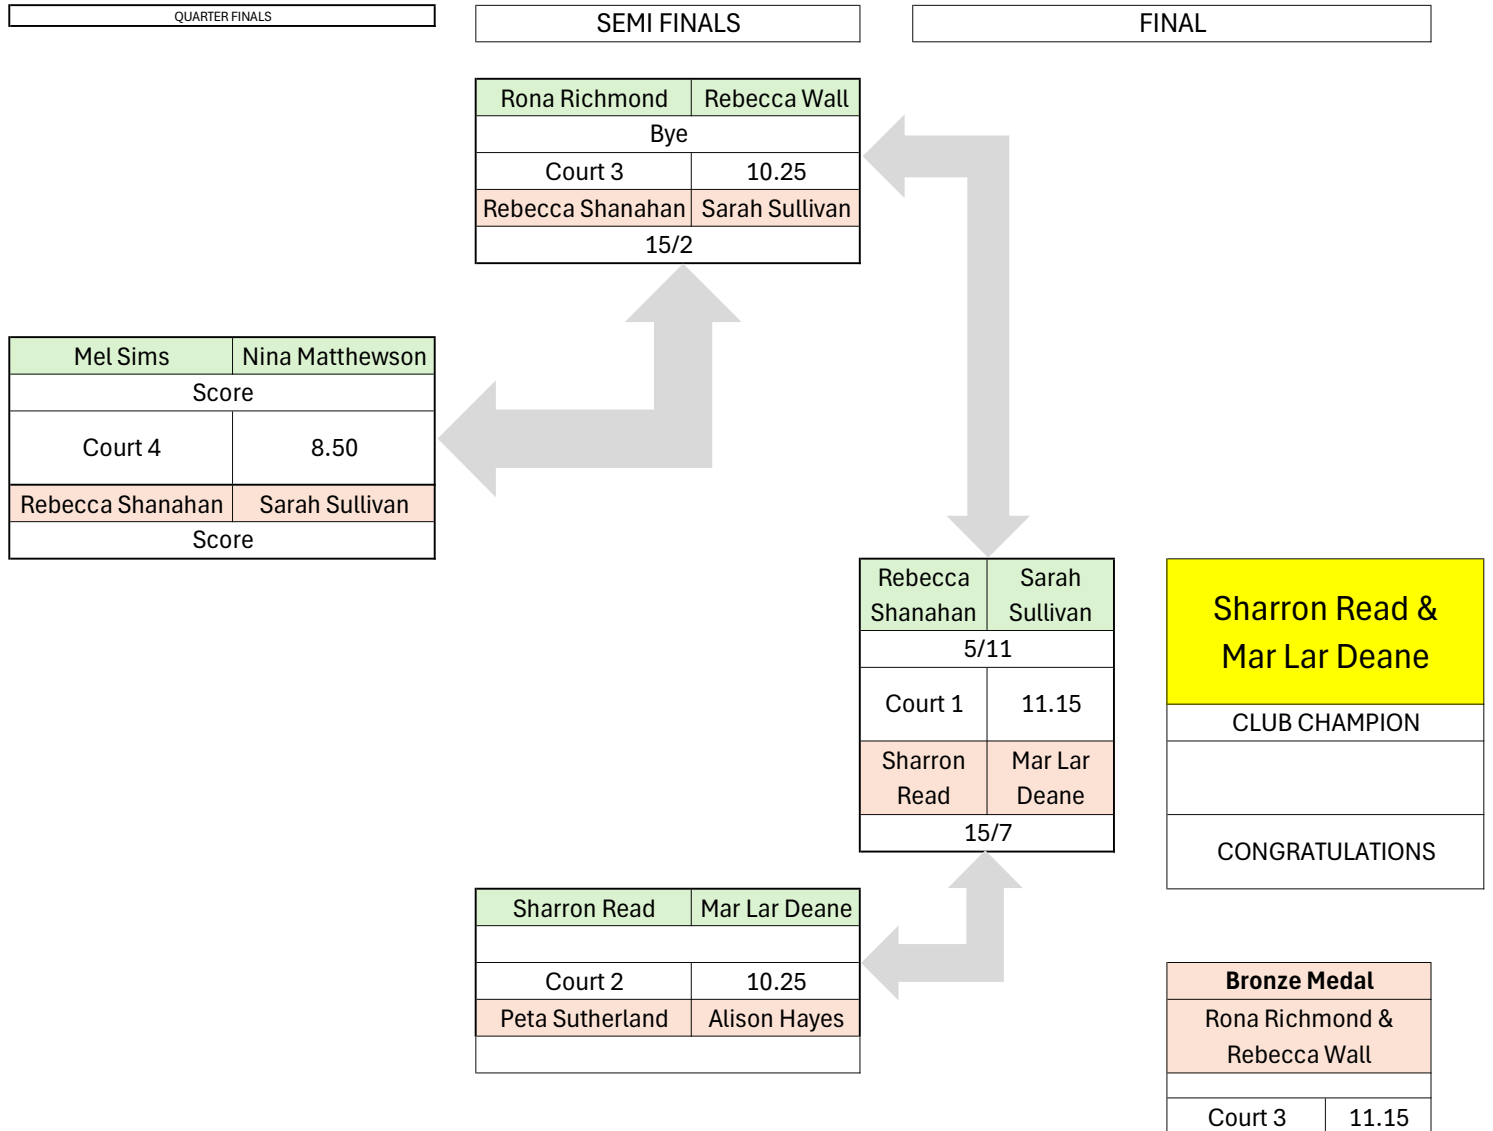 QUARTER FINALS
SEMI FINALS
FINAL
Rona Richmond Rebecca Wall
Bye
Court 3 10.25
Rebecca Shanahan Sarah Sullivan
15/2
Mel Sims Nina Matthewson
Score
Court 4 8.50
Rebecca Shanahan Sarah Sullivan
Score
Rebecca Sarah
Shanahan Sullivan
5/11
Court 1 11.15
Sharron Mar Lar
Read Deane
15/7
Sharron Read &
Mar Lar Deane
CLUB CHAMPION
CONGRATULATIONS
Sharron Read Mar Lar Deane
Court 2 10.25
Peta Sutherland Alison Hayes
Bronze Medal
Rona Richmond &
Rebecca Wall
Court 3 11.15